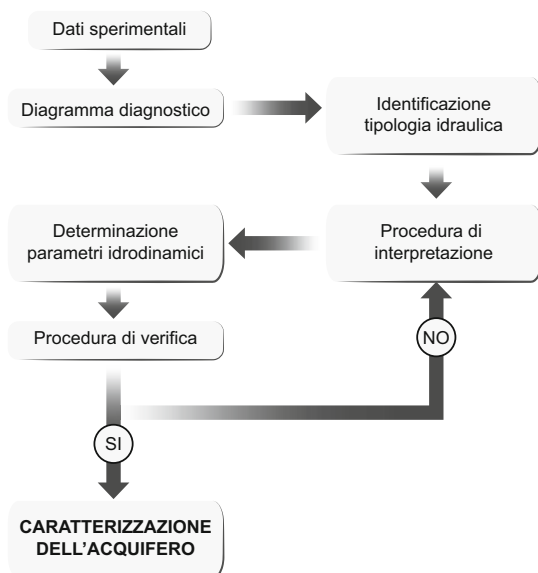 Dati sperimentali
Diagramma diagnostico
Identificazione
tipologia idraulica
Procedura di
interpretazione
Determinazione
parametri idrodinamici
Procedura di verifica
NO
SI
CARATTERIZZAZIONE
DELL’ACQUIFERO